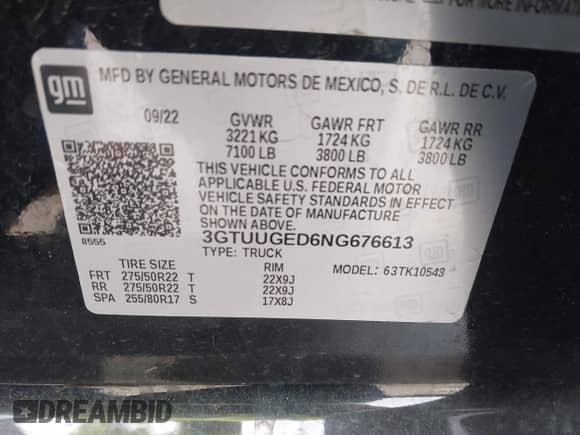 gm
MFD BY GENERAL MOTORS DE MEXICO, S. DE R.L. DE C.V.
09/22 GVWR GAWR FRT GAWR RR
3221 KG 1724 KG 1724 KG
7100 LB 3800 LB 3800 LB
THIS VEHICLE CONFORMS TO ALL
APPLICABLE U.S. FEDERAL MOTOR
VEHICLE SAFETY STANDARDS IN EFFECT
ON THE DATE OF MANUFACTURE
SHOWN ABOVE.
8555 3GTUUGED6NG676613
TYPE: TRUCK MODEL: 63TK10543
TIRE SIZE RIM
FRT 275/50R22 T 22X9J
RR 275/50R22 T 22X9J
SPA 255/80R17 S 17X8J
DREAMBID